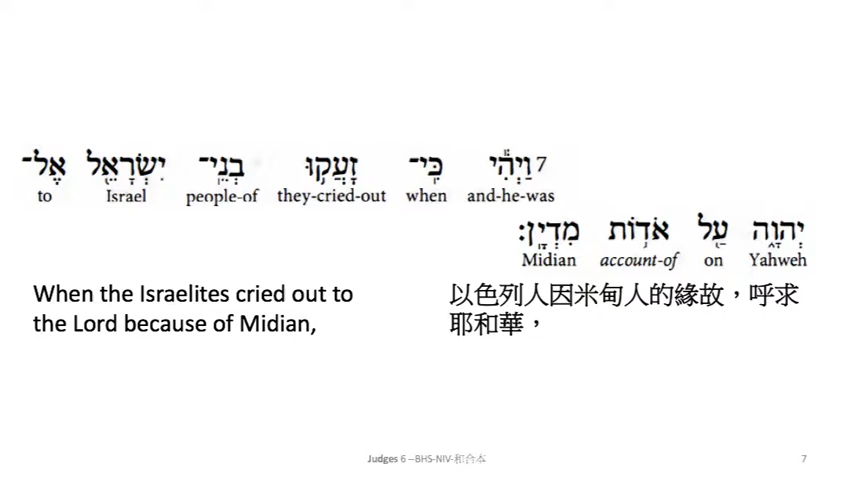 7 וַיְהִ֕י כִּֽי־ זָעֲק֥וּ בְנֵֽי־ יִשְׂרָאֵ֖ל אֶל־
and-he-was when they-cried-out people-of Israel to
יְהוָ֑ה עַ֖ל אֹד֥וֹת מִדְיָֽן׃
Yahweh on account-of Midian
When the Israelites cried out to
the Lord because of Midian,
以色列人因米甸人的緣故，呼求
耶和華，
Judges 6 --BHS-NIV-和合本
7